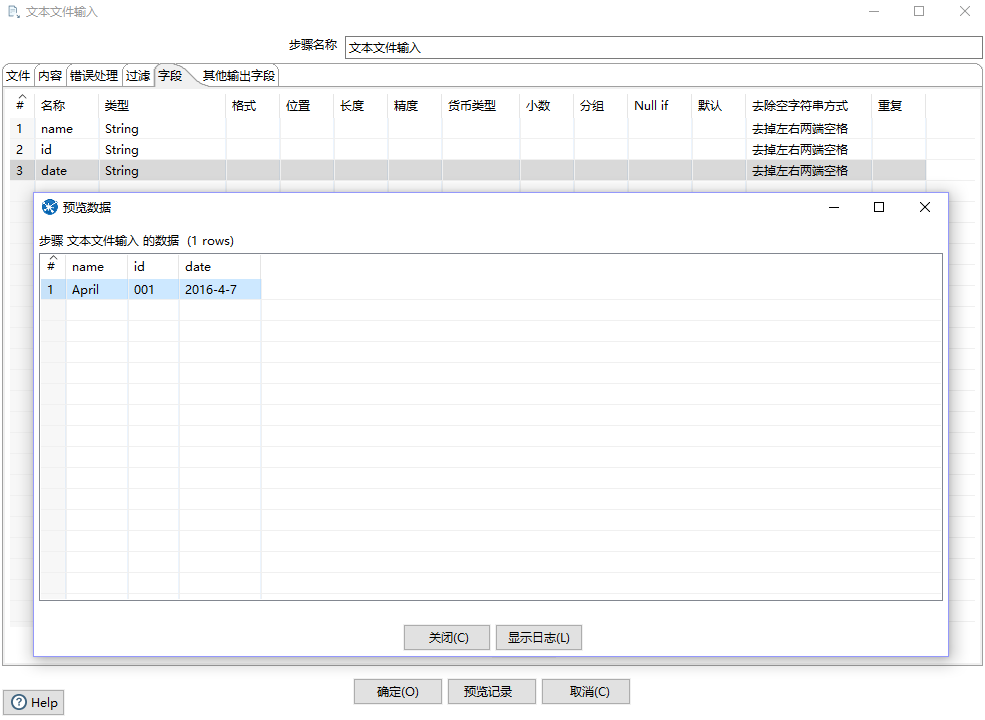 文本文件输入
步骤名称 文本文件输入
文件 内容 错误处理 过滤 字段 其他输出字段
# 名称 类型 格式 位置 长度 精度 货币类型 小数 分组 Null if 默认 去除空字符串方式 重复
1 name String 去掉左右两端空格
2 id String 去掉左右两端空格
3 date String 去掉左右两端空格
预览数据
步骤 文本文件输入 的数据 (1 rows)
# name id date
1 April 001 2016-4-7
关闭(C) 显示日志(L)
确定(O) 预览记录 取消(C)
Help